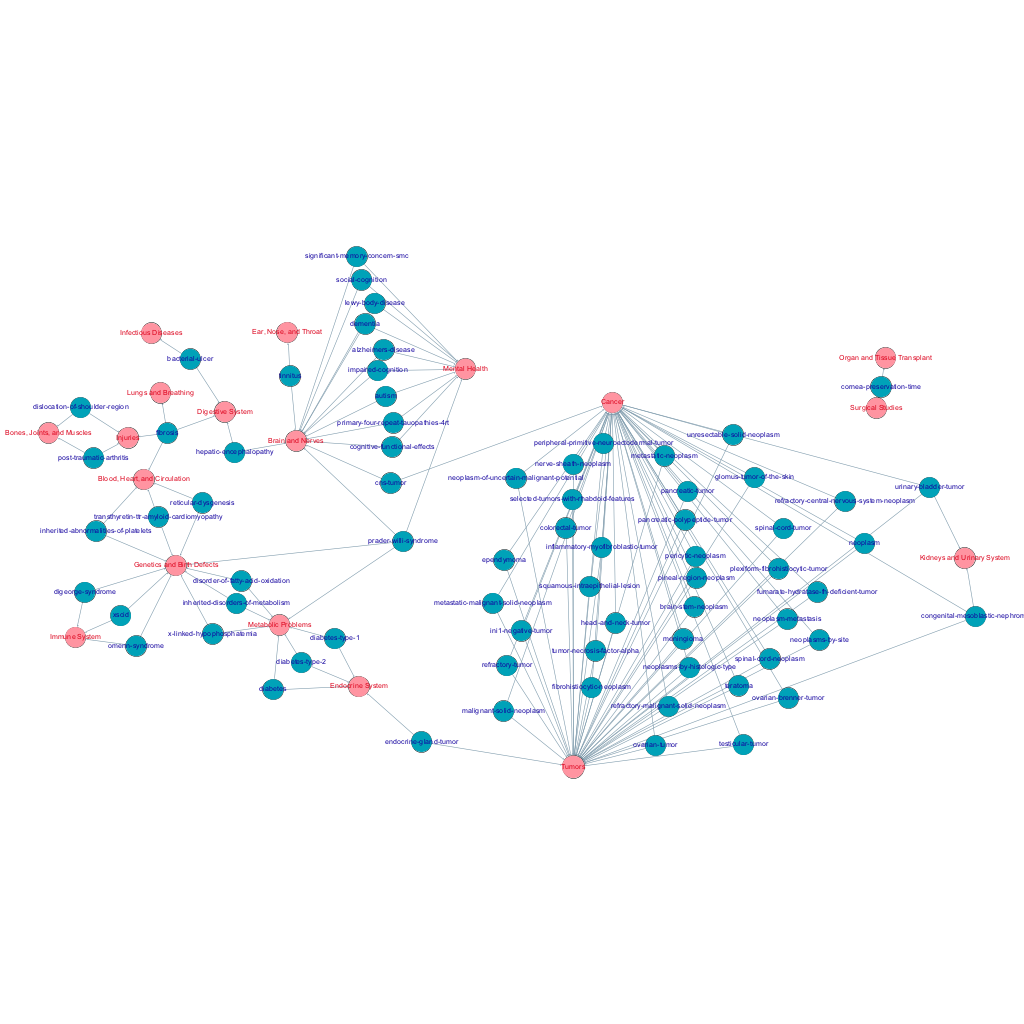 significant-memory-concern-smc
social-cognition
lewy-body-disease
dementia
Infectious Diseases
Ear, Nose, and Throat
alzheimers-disease
bacterial-ulcer
Organ and Tissue Transplant
impaired-cognition
Mental Health
tinnitus
cornea-preservation-time
Lungs and Breathing
autism
Cancer
dislocation-of-shoulder-region
Digestive System
Surgical Studies
primary-four-repeat-tauopathies-4rt
Bones, Joints, and Muscles
Injuries
fibrosis
Brain and Nerves
unresectable-solid-neoplasm
peripheral-primitive-neuroectodermal-tumor
cognitive-functional-effects
hepatic-encephalopathy
metastatic-neoplasm
post-traumatic-arthritis
nerve-sheath-neoplasm
Blood, Heart, and Circulation
neoplasm-of-uncertain-malignant-potential
glomus-tumor-of-the-skin
cns-tumor
urinary-bladder-tumor
pancreatic-tumor
selected-tumors-with-rhabdoid-features
reticular-dysgenesis
refractory-central-nervous-system-neoplasm
transthyretin-ttr-amyloid-cardiomyopathy
pancreatic-polypeptide-tumor
inherited-abnormalities-of-platelets
colorectal-tumor
spinal-cord-tumor
prader-willi-syndrome
neoplasm
inflammatory-myofibroblastic-tumor
pericytic-neoplasm
Kidneys and Urinary System
ependymoma
Genetics and Birth Defects
plexiform-fibrohistiocytic-tumor
pineal-region-neoplasm
disorder-of-fatty-acid-oxidation
squamous-intraepithelial-lesion
digeorge-syndrome
fumarate-hydratase-fh-deficient-tumor
inherited-disorders-of-metabolism
metastatic-malignant-solid-neoplasm
brain-stem-neoplasm
xscid
congenital-mesoblastic-nephrom
neoplasm-metastasis
head-and-neck-tumor
Metabolic Problems
ini1-negative-tumor
x-linked-hypophosphatemia
Immune System
diabetes-type-1
meningioma
neoplasms-by-site
omenn-syndrome
tumor-necrosis-factor-alpha
spinal-cord-neoplasm
diabetes-type-2
refractory-tumor
neoplasms-by-histologic-type
Endocrine System
teratoma
fibrohistiocytic-neoplasm
diabetes
ovarian-brenner-tumor
refractory-malignant-solid-neoplasm
malignant-solid-neoplasm
endocrine-gland-tumor
testicular-tumor
ovarian-tumor
Tumors